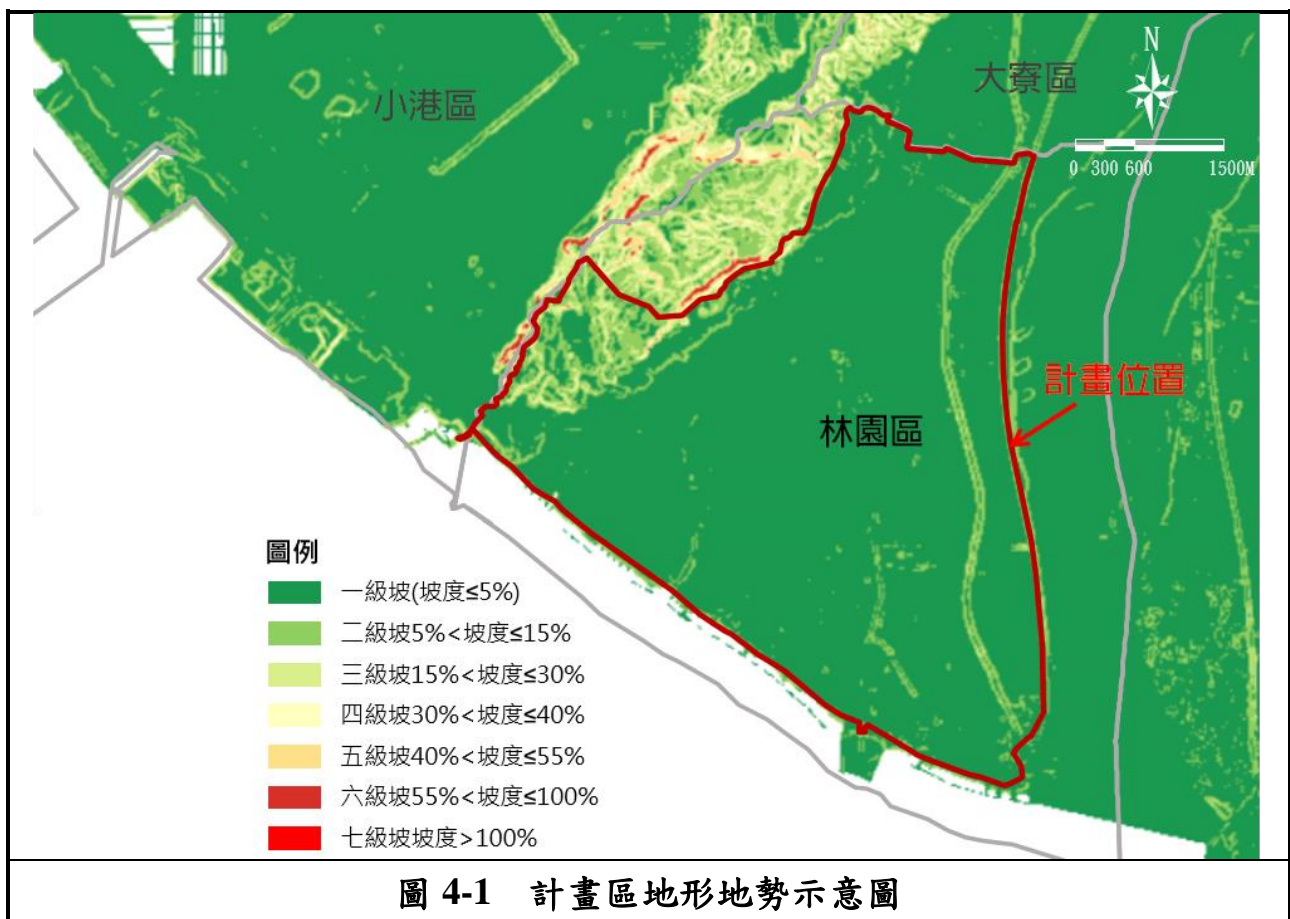 小港區
大寮區
N
0 300 600 1500M
計畫位置
林園區
圖例
一級坡(坡度≤5%)
二級坡5%<坡度≤15%
三級坡15%<坡度≤30%
四級坡30%<坡度≤40%
五級坡40%<坡度≤55%
六級坡55%<坡度≤100%
七級坡坡度>100%
圖 4-1 計畫區地形地勢示意圖